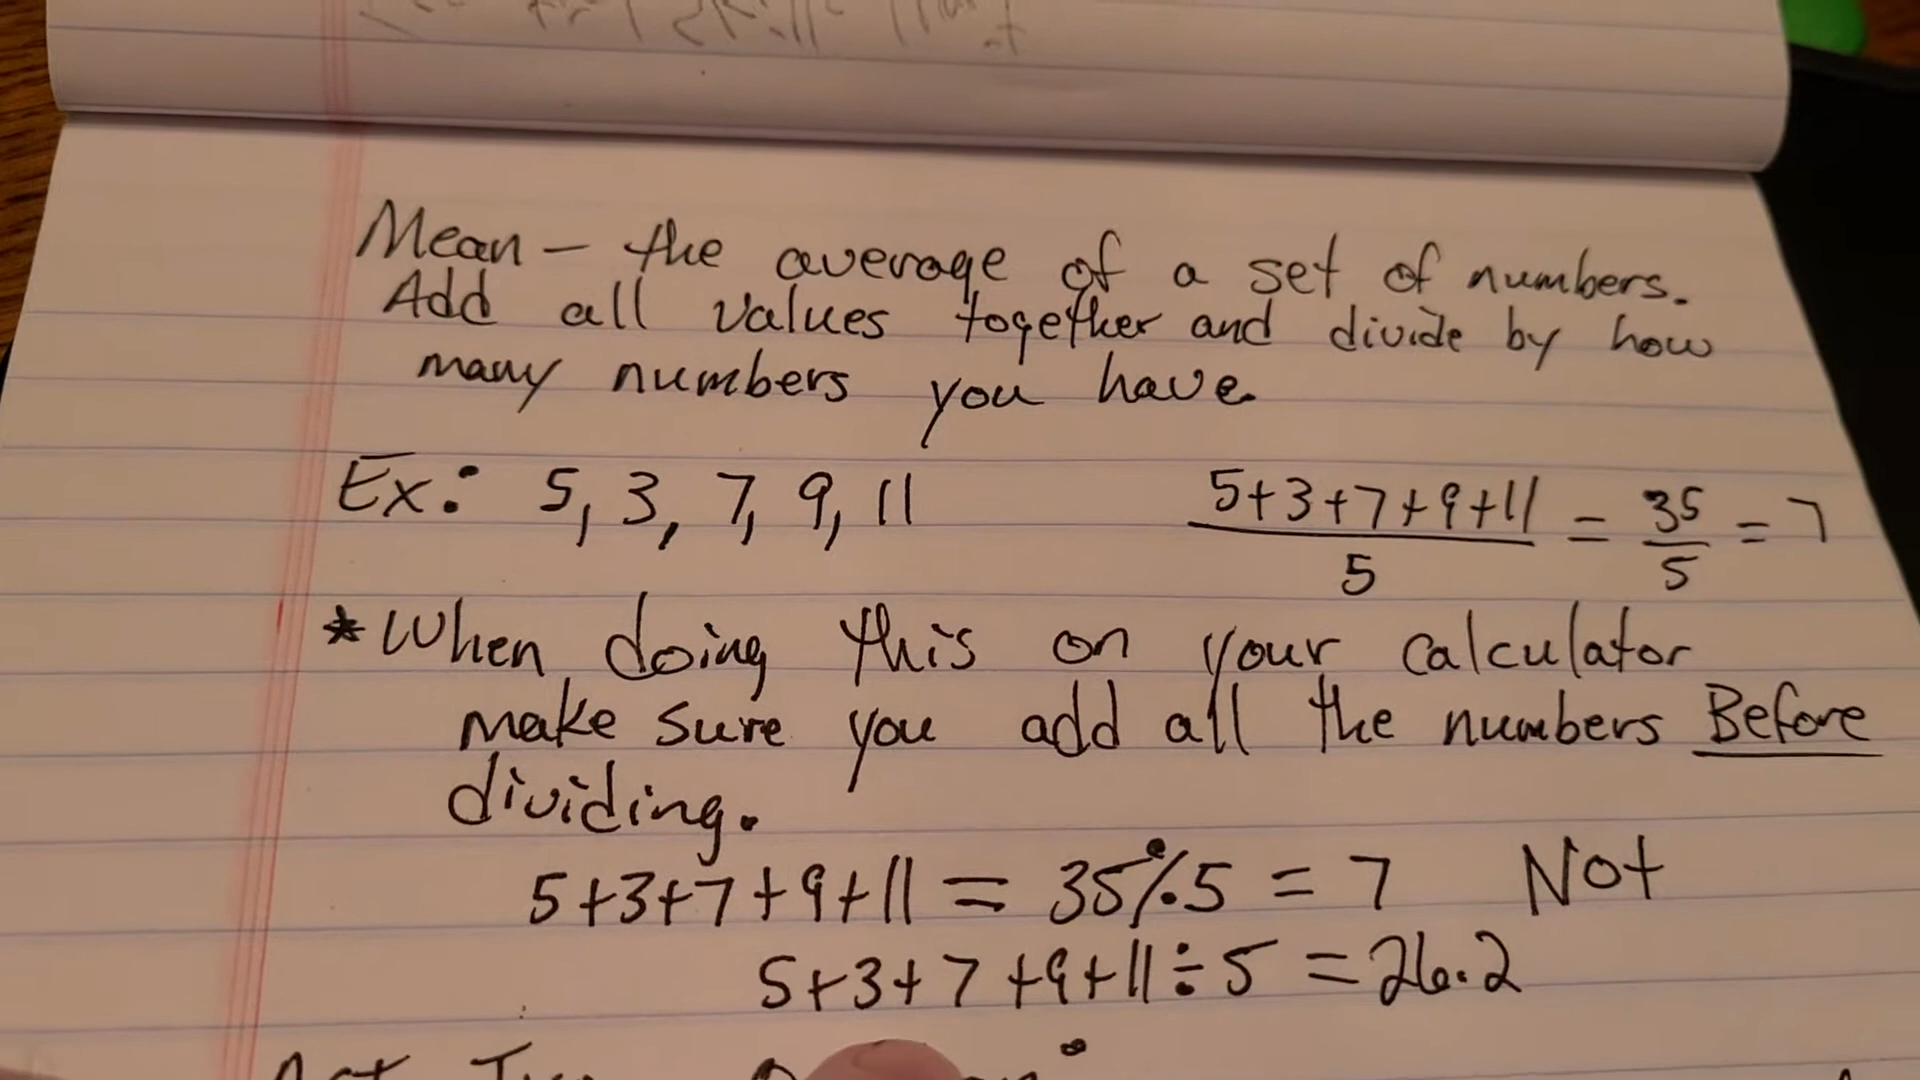 Mean – the average of a set of numbers.
Add all values together and divide by how
many numbers you have.
Ex: 5, 3, 7, 9, 11
5+3+7+9+11 / 5 = 35/5 = 7
* When doing this on your calculator
make sure you add all the numbers Before
dividing.
5+3+7+9+11 = 35÷5 = 7 Not
5+3+7+9+11÷5 = 26.2